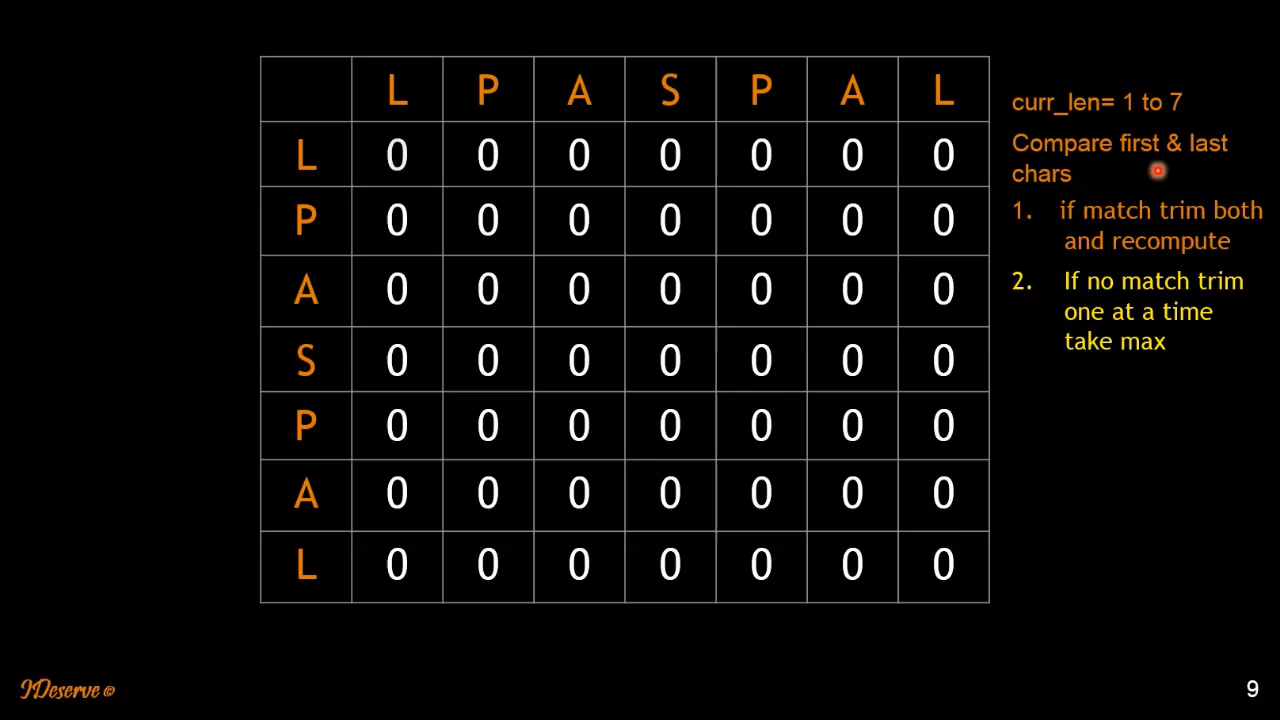 L P A S P A L
L 0 0 0 0 0 0 0
P 0 0 0 0 0 0 0
A 0 0 0 0 0 0 0
S 0 0 0 0 0 0 0
P 0 0 0 0 0 0 0
A 0 0 0 0 0 0 0
L 0 0 0 0 0 0 0
curr_len= 1 to 7
Compare first & last
chars
1. if match trim both
and recompute
2. If no match trim
one at a time
take max
IDeserve ©
9